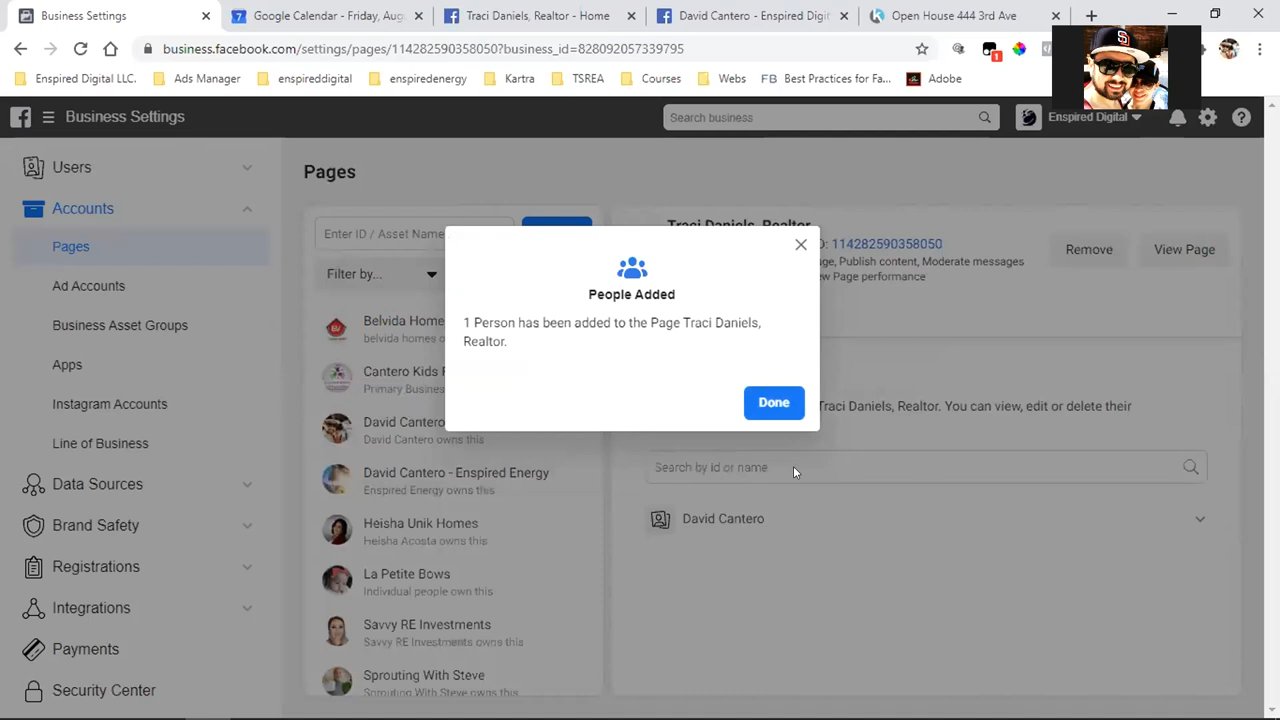 Business Settings
Google Calendar - Friday, Aug
Traci Daniels, Realtor - Home
David Cantero - Enspired Digit
Open House 444 3rd Ave
business.facebook.com/settings/pages/114282590358050?business_id=828092057339795
1
Enspired Digital LLC.
Ads Manager
enspireddigital
Kartra
TSREA
Courses
Webs
FB Best Practices for Fa...
Adobe
Business Settings
Search business
Enspired Digital
Users
Accounts
Pages
Ad Accounts
Business Asset Groups
Apps
Instagram Accounts
Line of Business
Data Sources
Brand Safety
Registrations
Integrations
Payments
Security Center
Pages
Enter ID / Asset Name
Filter by...
Belvida Home
belvida homes o
Cantero Kids F
Primary Business
David Cantero
David Cantero owns this
David Cantero - Enspired Energy
Enspired Energy owns this
Heisha Unik Homes
Heisha Acosta owns this
La Petite Bows
Individual people own this
Savvy RE Investments
Savvy RE Investments owns this
Sprouting With Steve
Sprouting With Steve owns this
Traci Daniels, Realtor
D: 114282590358050
ge, Publish content, Moderate messages
ew Page performance
Remove
View Page
Traci Daniels, Realtor. You can view, edit or delete their
Search by id or name
David Cantero
People Added
1 Person has been added to the Page Traci Daniels,
Realtor.
Done